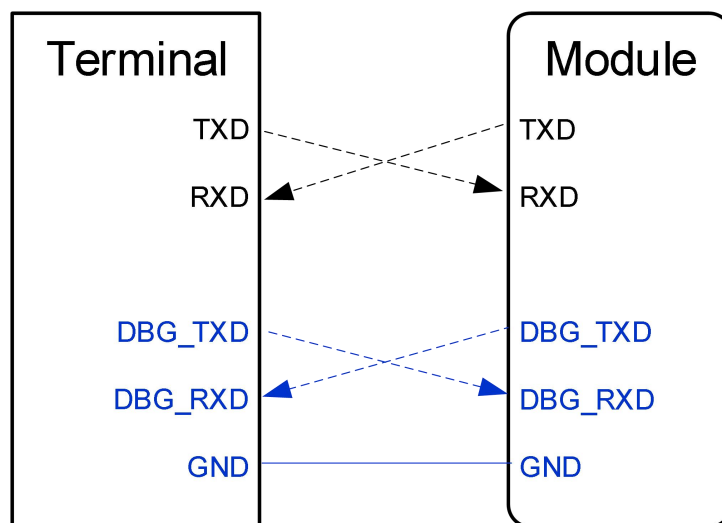 Terminal
Module
TXD
TXD
RXD
RXD
DBG_TXD
DBG_TXD
DBG_RXD
DBG_RXD
GND
GND